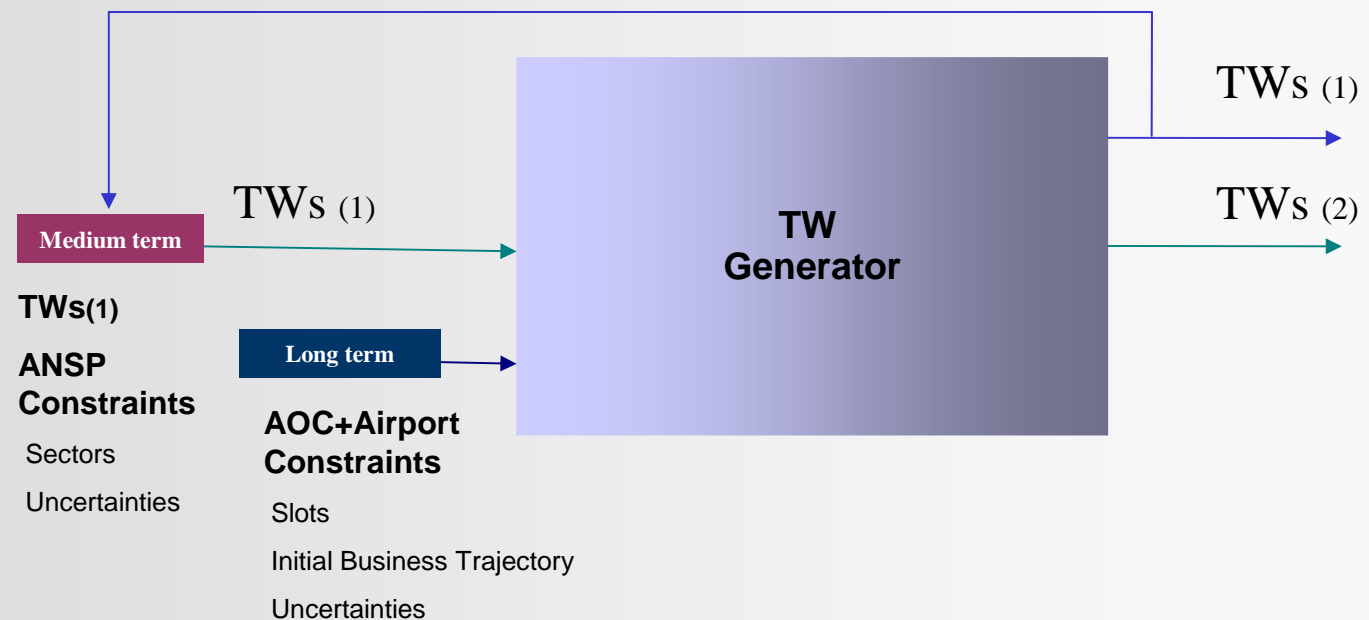 TWs (1)
TWs (1)
TWs (2)
Medium term
TW
Generator
TWs(1)
ANSP
Constraints
Sectors
Uncertainties
Long term
AOC+Airport
Constraints
Slots
Initial Business Trajectory
Uncertainties